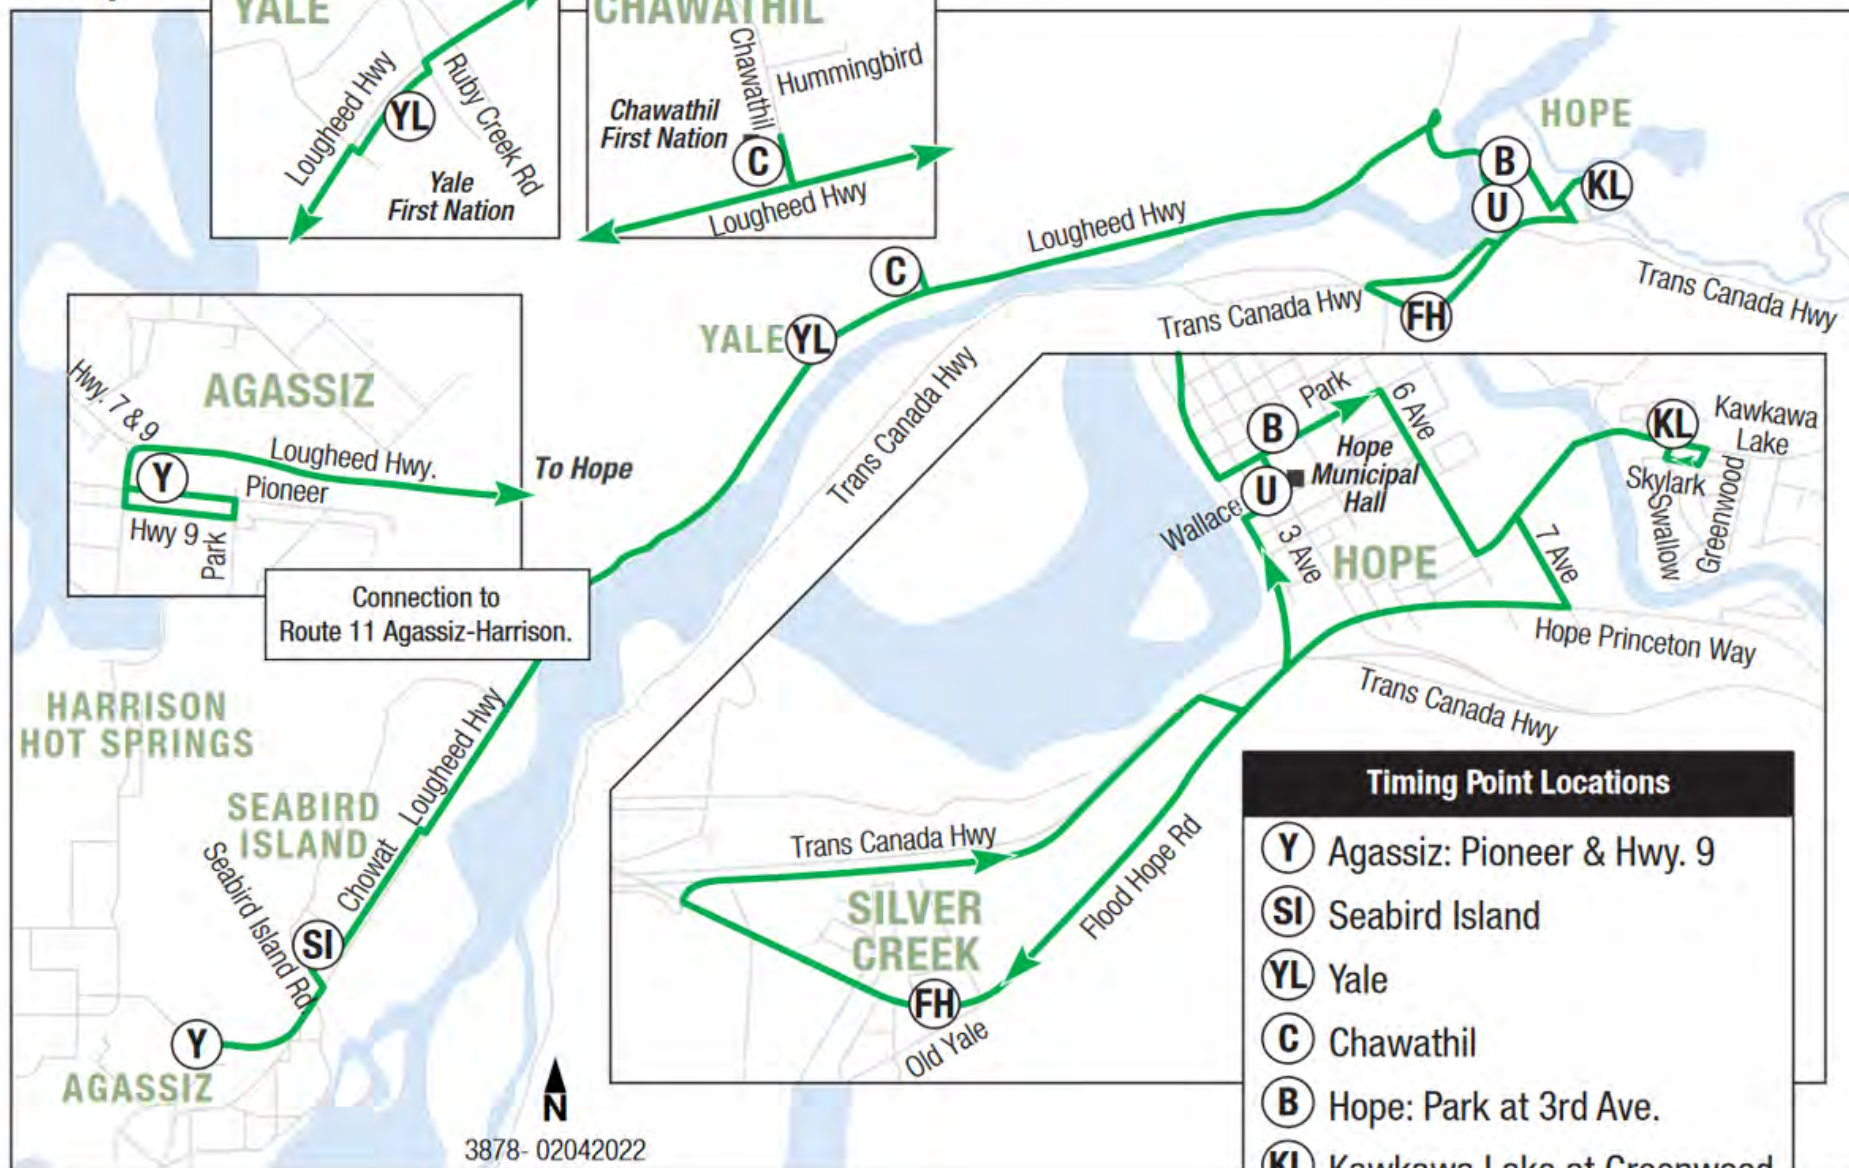 YALE
Lougheed Hwy
Ruby Creek Rd
YL
Yale
First Nation
CHAWATHIL
Chawathil
Hummingbird
Chawathil
First Nation
C
Lougheed Hwy
HOPE
B
U
KL
FH
Lougheed Hwy
Trans Canada Hwy
Trans Canada Hwy
C
YALE
YL
Trans Canada Hwy
Hwy. 7 & 9
AGASSIZ
Lougheed Hwy.
Y
Pioneer
Hwy 9
Park
To Hope
Connection to
Route 11 Agassiz-Harrison.
HARRISON
HOT SPRINGS
SEABIRD
ISLAND
Lougheed Hwy
Chowat
Seabird Island Rd
SI
Y
AGASSIZ
N
3878- 02042022
Park
6 Ave
B
Hope
Municipal
Hall
U
Wallace
3 Ave
HOPE
7 Ave
KL
Kawkawa
Lake
Skylark
Swallow
Greenwood
Hope Princeton Way
Trans Canada Hwy
Trans Canada Hwy
Flood Hope Rd
SILVER
CREEK
FH
Old Yale
Timing Point Locations
Y Agassiz: Pioneer & Hwy. 9
SI Seabird Island
YL Yale
C Chawathil
B Hope: Park at 3rd Ave.
KL Kawkawa Lake at Greenwood